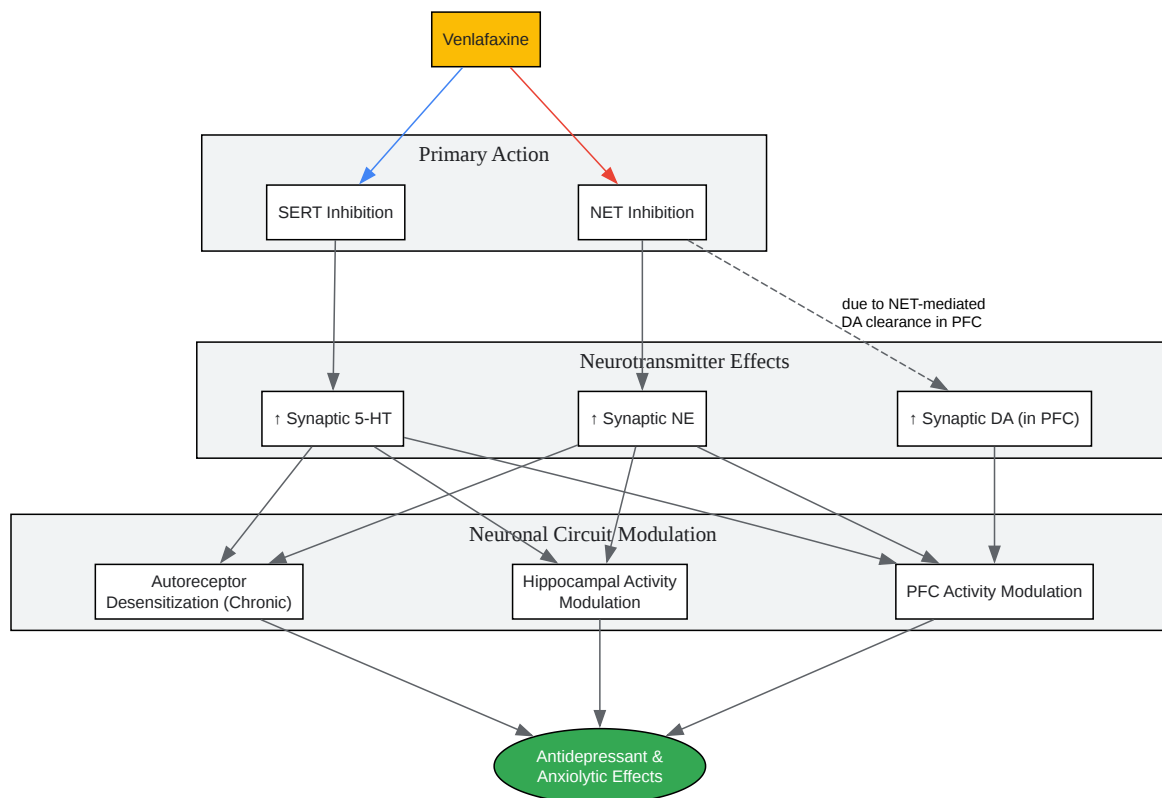 Venlafaxine
Primary Action
SERT Inhibition
NET Inhibition
due to NET-mediated
DA clearance in PFC
Neurotransmitter Effects
↑ Synaptic 5-HT
↑ Synaptic NE
↑ Synaptic DA (in PFC)
Neuronal Circuit Modulation
Autoreceptor
Desensitization (Chronic)
Hippocampal Activity
Modulation
PFC Activity Modulation
Antidepressant &
Anxiolytic Effects